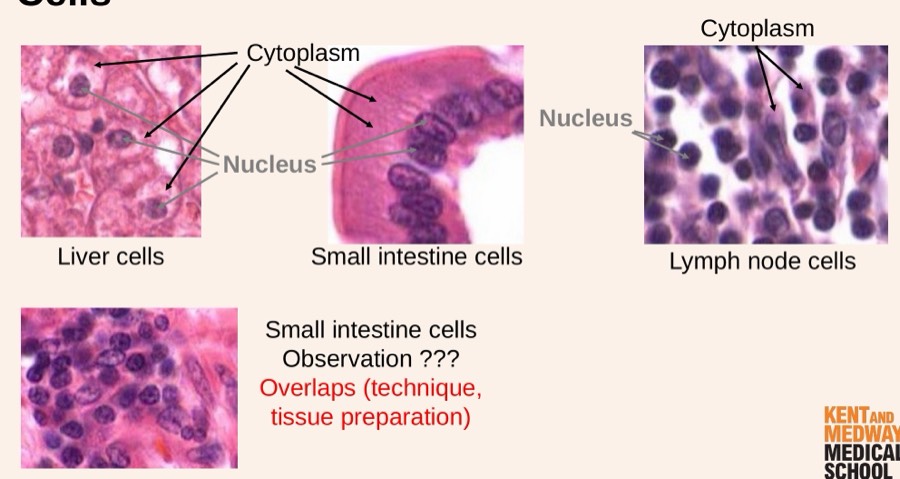 Cells
Cytoplasm
Nucleus
Liver cells
Small intestine cells
Cytoplasm
Nucleus
Lymph node cells
Small intestine cells
Observation ???
Overlaps (technique,
tissue preparation)
KENT AND
MEDWAY
MEDICAL
SCHOOL